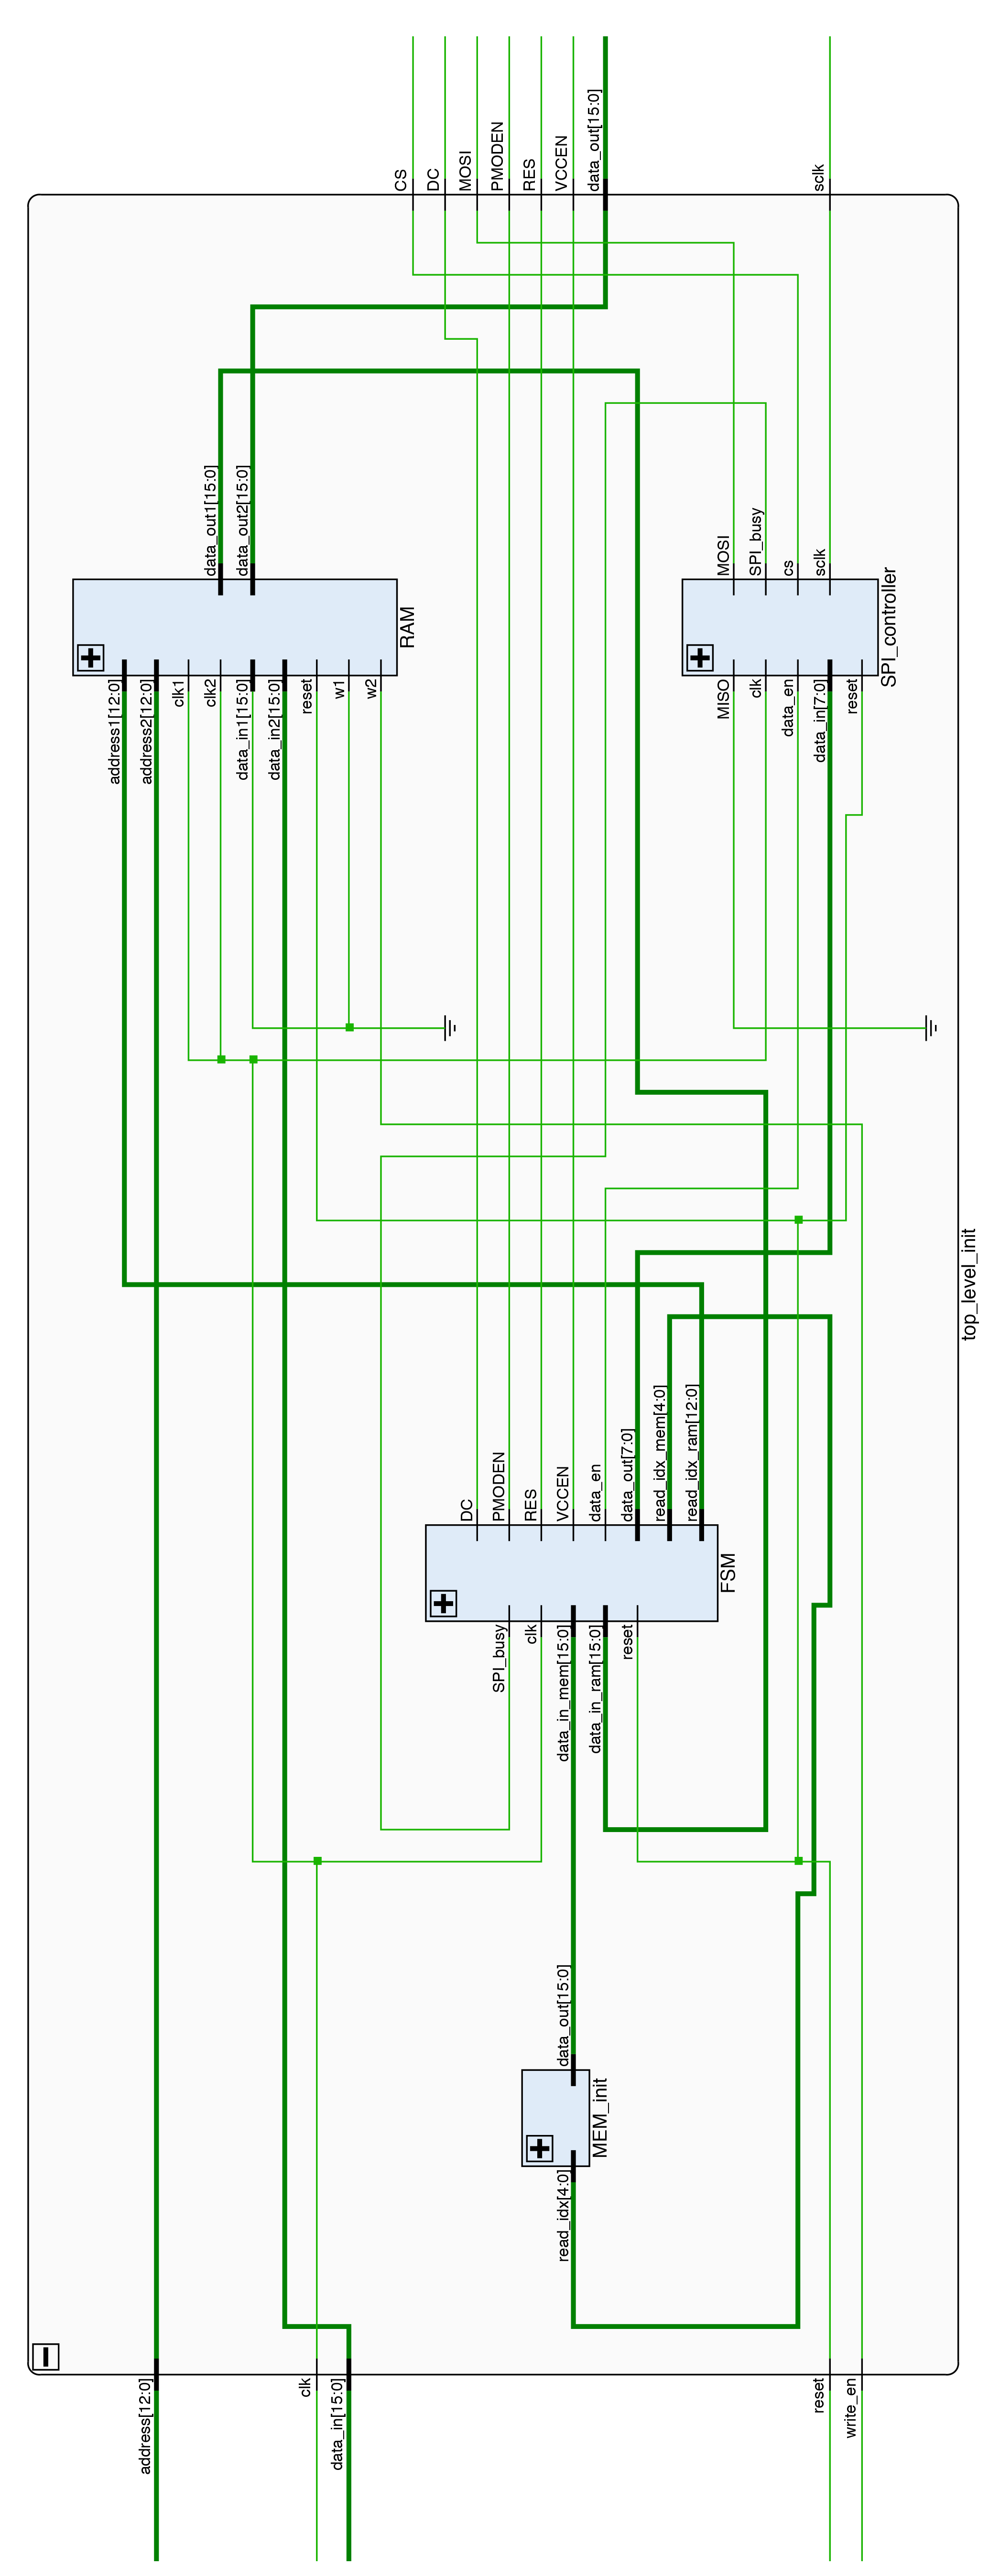 CS
DC
MOSI
PMODEN
RES
VCCEN
data_out[15:0]
sclk
data_out1[15:0]
data_out2[15:0]
RAM
address1[12:0]
address2[12:0]
clk1
clk2
data_in1[15:0]
data_in2[15:0]
reset
w1
w2
MOSI
SPI_busy
cs
sclk
SPI_controller
MISO
clk
data_en
data_in[7:0]
reset
top_level_init
DC
PMODEN
RES
VCCEN
data_en
data_out[7:0]
read_idx_mem[4:0]
read_idx_ram[12:0]
FSM
SPI_busy
clk
data_in_mem[15:0]
data_in_ram[15:0]
reset
data_out[15:0]
MEM_init
read_idx[4:0]
address[12:0]
clk
data_in[15:0]
reset
write_en